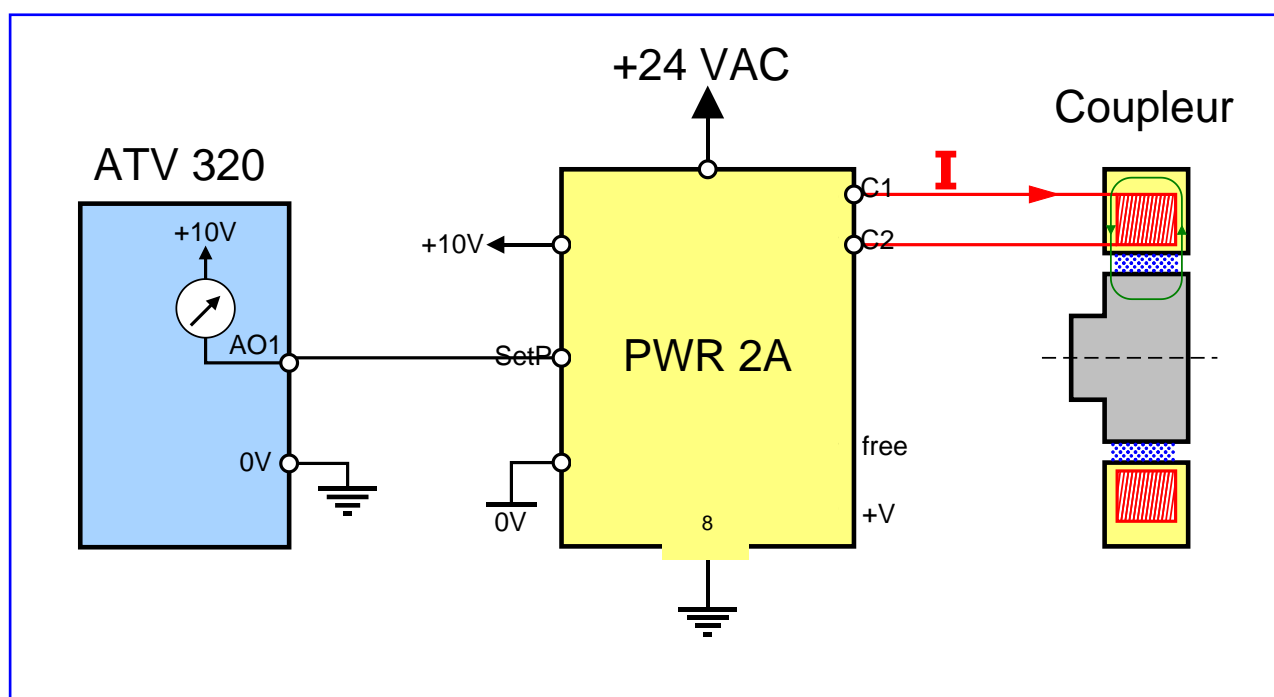 +24 VAC
Coupleur
ATV 320
I
C1
+10V
+10V
C2
AO1
SetP
PWR 2A
free
0V
0V
8
+V